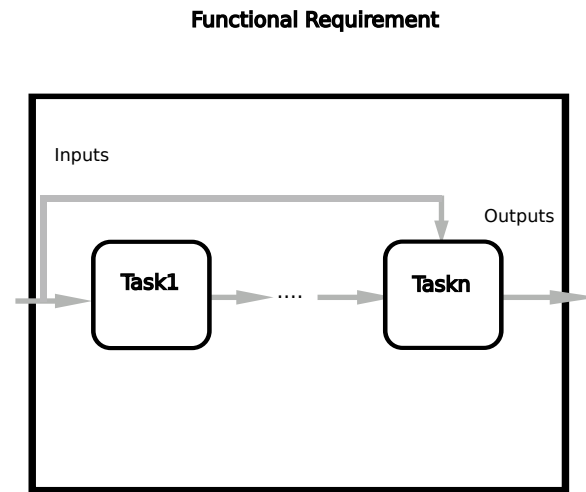 Functional Requirement
Inputs
Outputs
Task1
....
Taskn